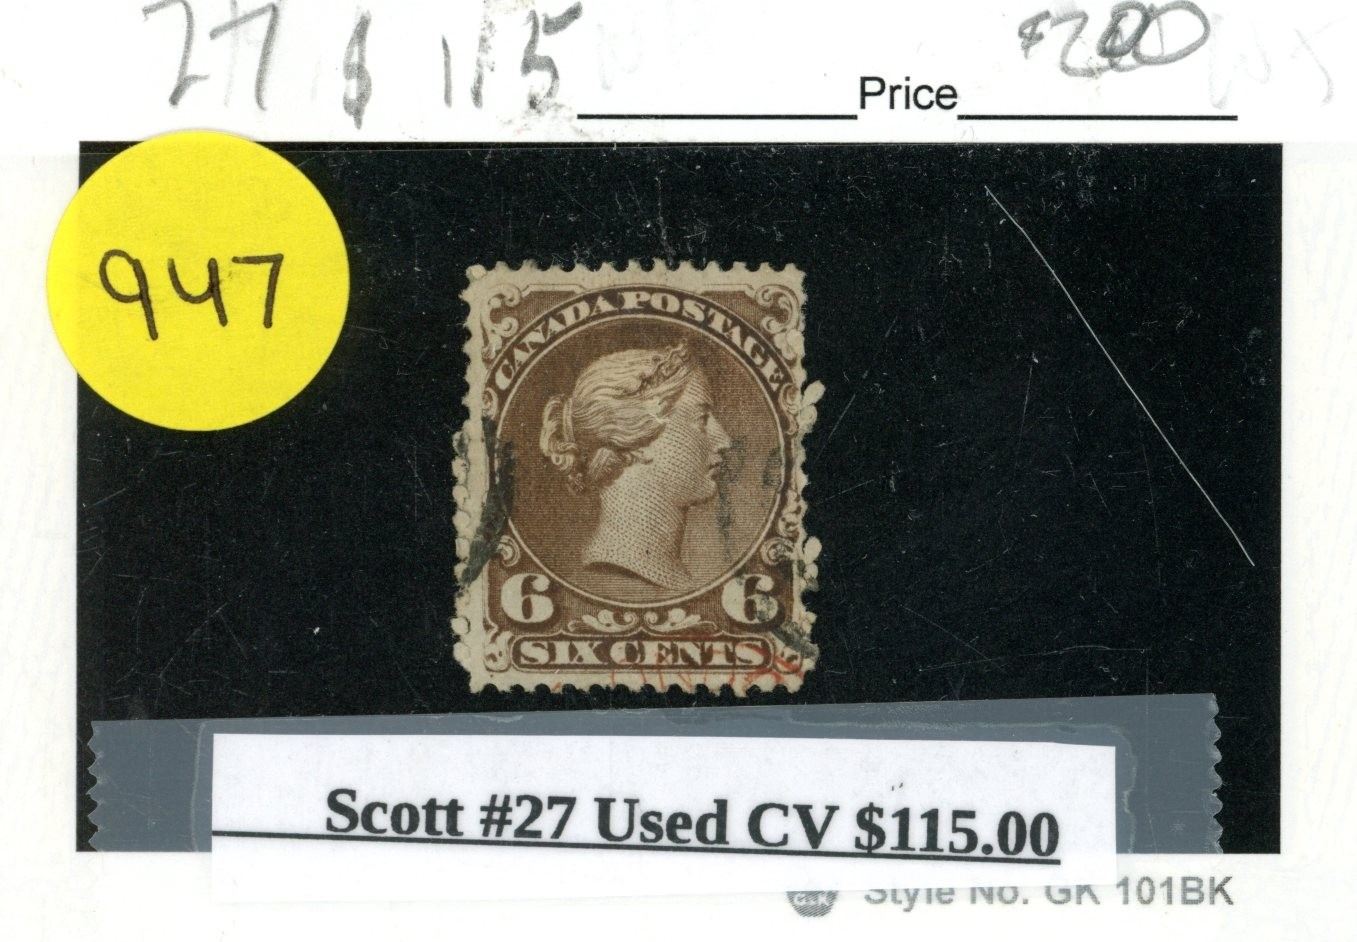 27 $ 115
$200
Price
947
CANADA POSTAGE
6 6
SIX CENTS
Scott #27 Used CV $115.00
G&K Style No. GK 101BK